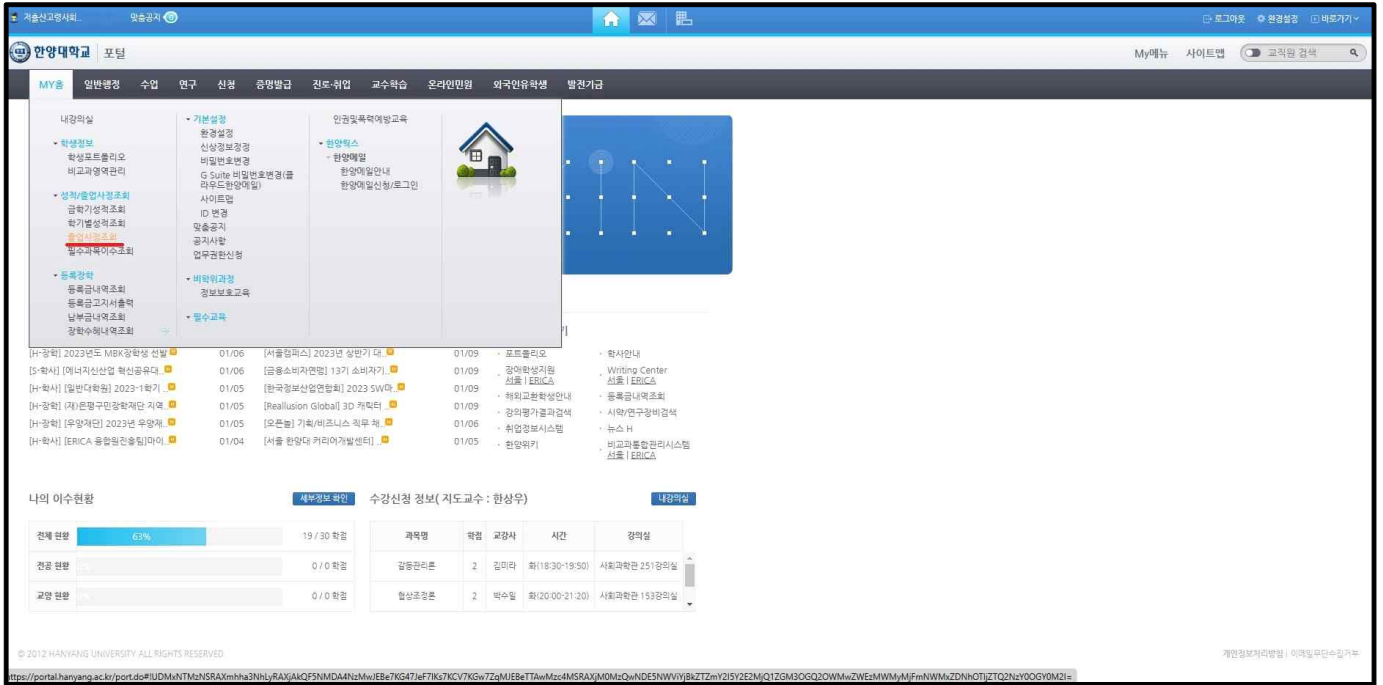 저출산고령사회.. 맞춤공지
로그아웃 환경설정 바로가기
한양대학교 포털
My메뉴 사이트맵 교직원 검색
MY홈 일반행정 수업 연구 신청 증명발급 진로·취업 교수학습 온라인민원 외국인유학생 발전기금
내강의실
학생정보
학생포트폴리오
비교과영역관리
성적/졸업사정조회
금학기성적조회
학기별성적조회
졸업사정조회
필수과목이수조회
등록장학
등록금내역조회
등록금고지서출력
납부금내역조회
장학수혜내역조회
기본설정
환경설정
신상정보정정
비밀번호변경
G Suite 비밀번호변경(클
라우드한양메일)
사이트맵
ID 변경
맞춤공지
공지사항
업무권한신청
비학위과정
정보보호교육
필수교육
인권및폭력예방교육
한양웍스
한양메일
한양메일안내
한양메일신청/로그인
[H-장학] 2023년도 MBK장학생 선발 01/06
[S-학사] [에너지신산업 혁신공유대.. 01/06
[H-학사] [일반대학원] 2023-1학기 .. 01/05
[H-장학] (재)은평구민장학재단 지역.. 01/05
[H-장학] [우양재단] 2023년 우양재.. 01/05
[H-학사] [ERICA 융합원진흥팀]마이.. 01/04
[서울캠퍼스] 2023년 상반기 대.. 01/09
[금융소비자연맹] 13기 소비자기.. 01/09
[한국정보산업연합회] 2023 SW마.. 01/09
[Reallusion Global] 3D 캐릭터 .. 01/09
[오픈놀] 기획/비즈니스 직무 채.. 01/06
[서울 한양대 커리어개발센터] .. 01/05
기
포트폴리오
장애학생지원
서울 | ERICA
해외교환학생안내
강의평가결과검색
취업정보시스템
한양위키
학사안내
Writing Center
서울 | ERICA
등록금내역조회
시약/연구장비검색
뉴스 H
비교과통합관리시스템
서울 | ERICA
나의 이수현황 세부정보 확인
전체 현황 63% 19 / 30 학점
전공 현황 0 / 0 학점
교양 현황 0 / 0 학점
수강신청 정보( 지도교수 : 한상우) 내강의실
과목명 학점 교강사 시간 강의실
갈등관리론 2 김미라 화(18:30-19:50) 사회과학관 251강의실
협상조정론 2 박수일 화(20:00-21:20) 사회과학관 153강의실
© 2012 HANYANG UNIVERSITY ALL RIGHTS RESERVED.
개인정보처리방침 | 이메일무단수집거부